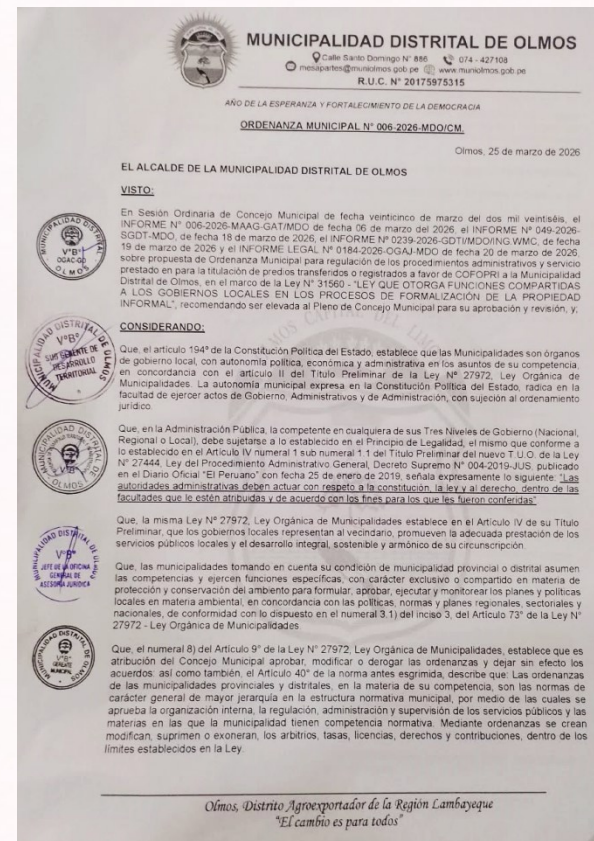 MUNICIPALIDAD DISTRITAL DE OLMOS
Calle Santo Domingo N° 886 074 - 427108
mesapartes@muniolmos.gob.pe www.muniolmos.gob.pe
R.U.C. N° 20175975315
AÑO DE LA ESPERANZA Y FORTALECIMIENTO DE LA DEMOCRACIA
ORDENANZA MUNICIPAL N° 006-2026-MDO/CM.
Olmos, 25 de marzo de 2026
EL ALCALDE DE LA MUNICIPALIDAD DISTRITAL DE OLMOS
VISTO:
En Sesión Ordinaria de Concejo Municipal de fecha veinticinco de marzo del dos mil veintiséis, el
INFORME N° 006-2026-MAAG-GAT/MDO de fecha 06 de marzo del 2026, el INFORME N° 049-2026-
SGDT-MDO, de fecha 18 de marzo de 2026, el INFORME N° 0239-2026-GDTI/MDO/ING.WMC, de fecha
19 de marzo de 2026 y el INFORME LEGAL N° 0184-2026-OGAJ-MDO de fecha 20 de marzo de 2026,
sobre propuesta de Ordenanza Municipal para regulación de los procedimientos administrativos y servicio
prestado en para la titulación de predios transferidos o registrados a favor de COFOPRI a la Municipalidad
Distrital de Olmos, en el marco de la Ley N° 31560 - "LEY QUE OTORGA FUNCIONES COMPARTIDAS
A LOS GOBIERNOS LOCALES EN LOS PROCESOS DE FORMALIZACIÓN DE LA PROPIEDAD
INFORMAL", recomendando ser elevada al Pleno de Concejo Municipal para su aprobación y revisión, y;
CONSIDERANDO:
Que, el artículo 194° de la Constitución Política del Estado, establece que las Municipalidades son órganos
de gobierno local, con autonomía política, económica y administrativa en los asuntos de su competencia,
en concordancia con el artículo II del Título Preliminar de la Ley N° 27972, Ley Orgánica de
Municipalidades. La autonomía municipal expresa en la Constitución Política del Estado, radica en la
facultad de ejercer actos de Gobierno, Administrativos y de Administración, con sujeción al ordenamiento
jurídico.
Que, en la Administración Pública, la competente en cualquiera de sus Tres Niveles de Gobierno (Nacional,
Regional o Local), debe sujetarse a lo establecido en el Principio de Legalidad, el mismo que conforme a
lo establecido en el Artículo IV numeral 1 sub numeral 1.1 del Título Preliminar del nuevo T.U.O. de la Ley
N° 27444, Ley del Procedimiento Administrativo General, Decreto Supremo N° 004-2019-JUS. publicado
en el Diario Oficial "El Peruano" con fecha 25 de enero de 2019, señala expresamente lo siguiente: "Las
autoridades administrativas deben actuar con respeto a la constitución, la ley y al derecho, dentro de las
facultades que le estén atribuidas y de acuerdo con los fines para los que les fueron conferidas"
Que, la misma Ley N° 27972, Ley Orgánica de Municipalidades establece en el Artículo IV de su Título
Preliminar, que los gobiernos locales representan al vecindario, promueven la adecuada prestación de los
servicios públicos locales y el desarrollo integral, sostenible y armónico de su circunscripción.
Que, las municipalidades tomando en cuenta su condición de municipalidad provincial o distrital asumen
las competencias y ejercen funciones específicas, con carácter exclusivo o compartido en materia de
protección y conservación del ambiente para formular, aprobar, ejecutar y monitorear los planes y políticas
locales en materia ambiental, en concordancia con las políticas, normas y planes regionales, sectoriales y
nacionales, de conformidad con lo dispuesto en el numeral 3.1) del inciso 3, del Artículo 73° de la Ley N°
27972 - Ley Orgánica de Municipalidades.
Que, el numeral 8) del Artículo 9° de la Ley N° 27972, Ley Orgánica de Municipalidades, establece que es
atribución del Concejo Municipal aprobar, modificar o derogar las ordenanzas y dejar sin efecto los
acuerdos: así como también, el Artículo 40° de la norma antes esgrimida, describe que: Las ordenanzas
de las municipalidades provinciales y distritales, en la materia de su competencia, son las normas de
carácter general de mayor jerarquía en la estructura normativa municipal, por medio de las cuales se
aprueba la organización interna, la regulación, administración y supervisión de los servicios públicos y las
materias en las que la municipalidad tienen competencia normativa. Mediante ordenanzas se crean
modifican, suprimen o exoneran, los arbitrios, tasas, licencias, derechos y contribuciones, dentro de los
límites establecidos en la Ley.
MUNICIPALIDAD DISTRITAL
V°B°
OGAC-GD
OLMOS
V°B°
SUB GERENTE DE
DESARROLLO
TERRITORIAL
V°B°
OLMOS
V°B°
JEFE DE LA OFICINA
GENERAL DE
ASESORÍA JURÍDICA
V°B°
GERENTE
MUNICIPAL
OLMOS
Olmos, Distrito Agroexportador de la Región Lambayeque
"El cambio es para todos"